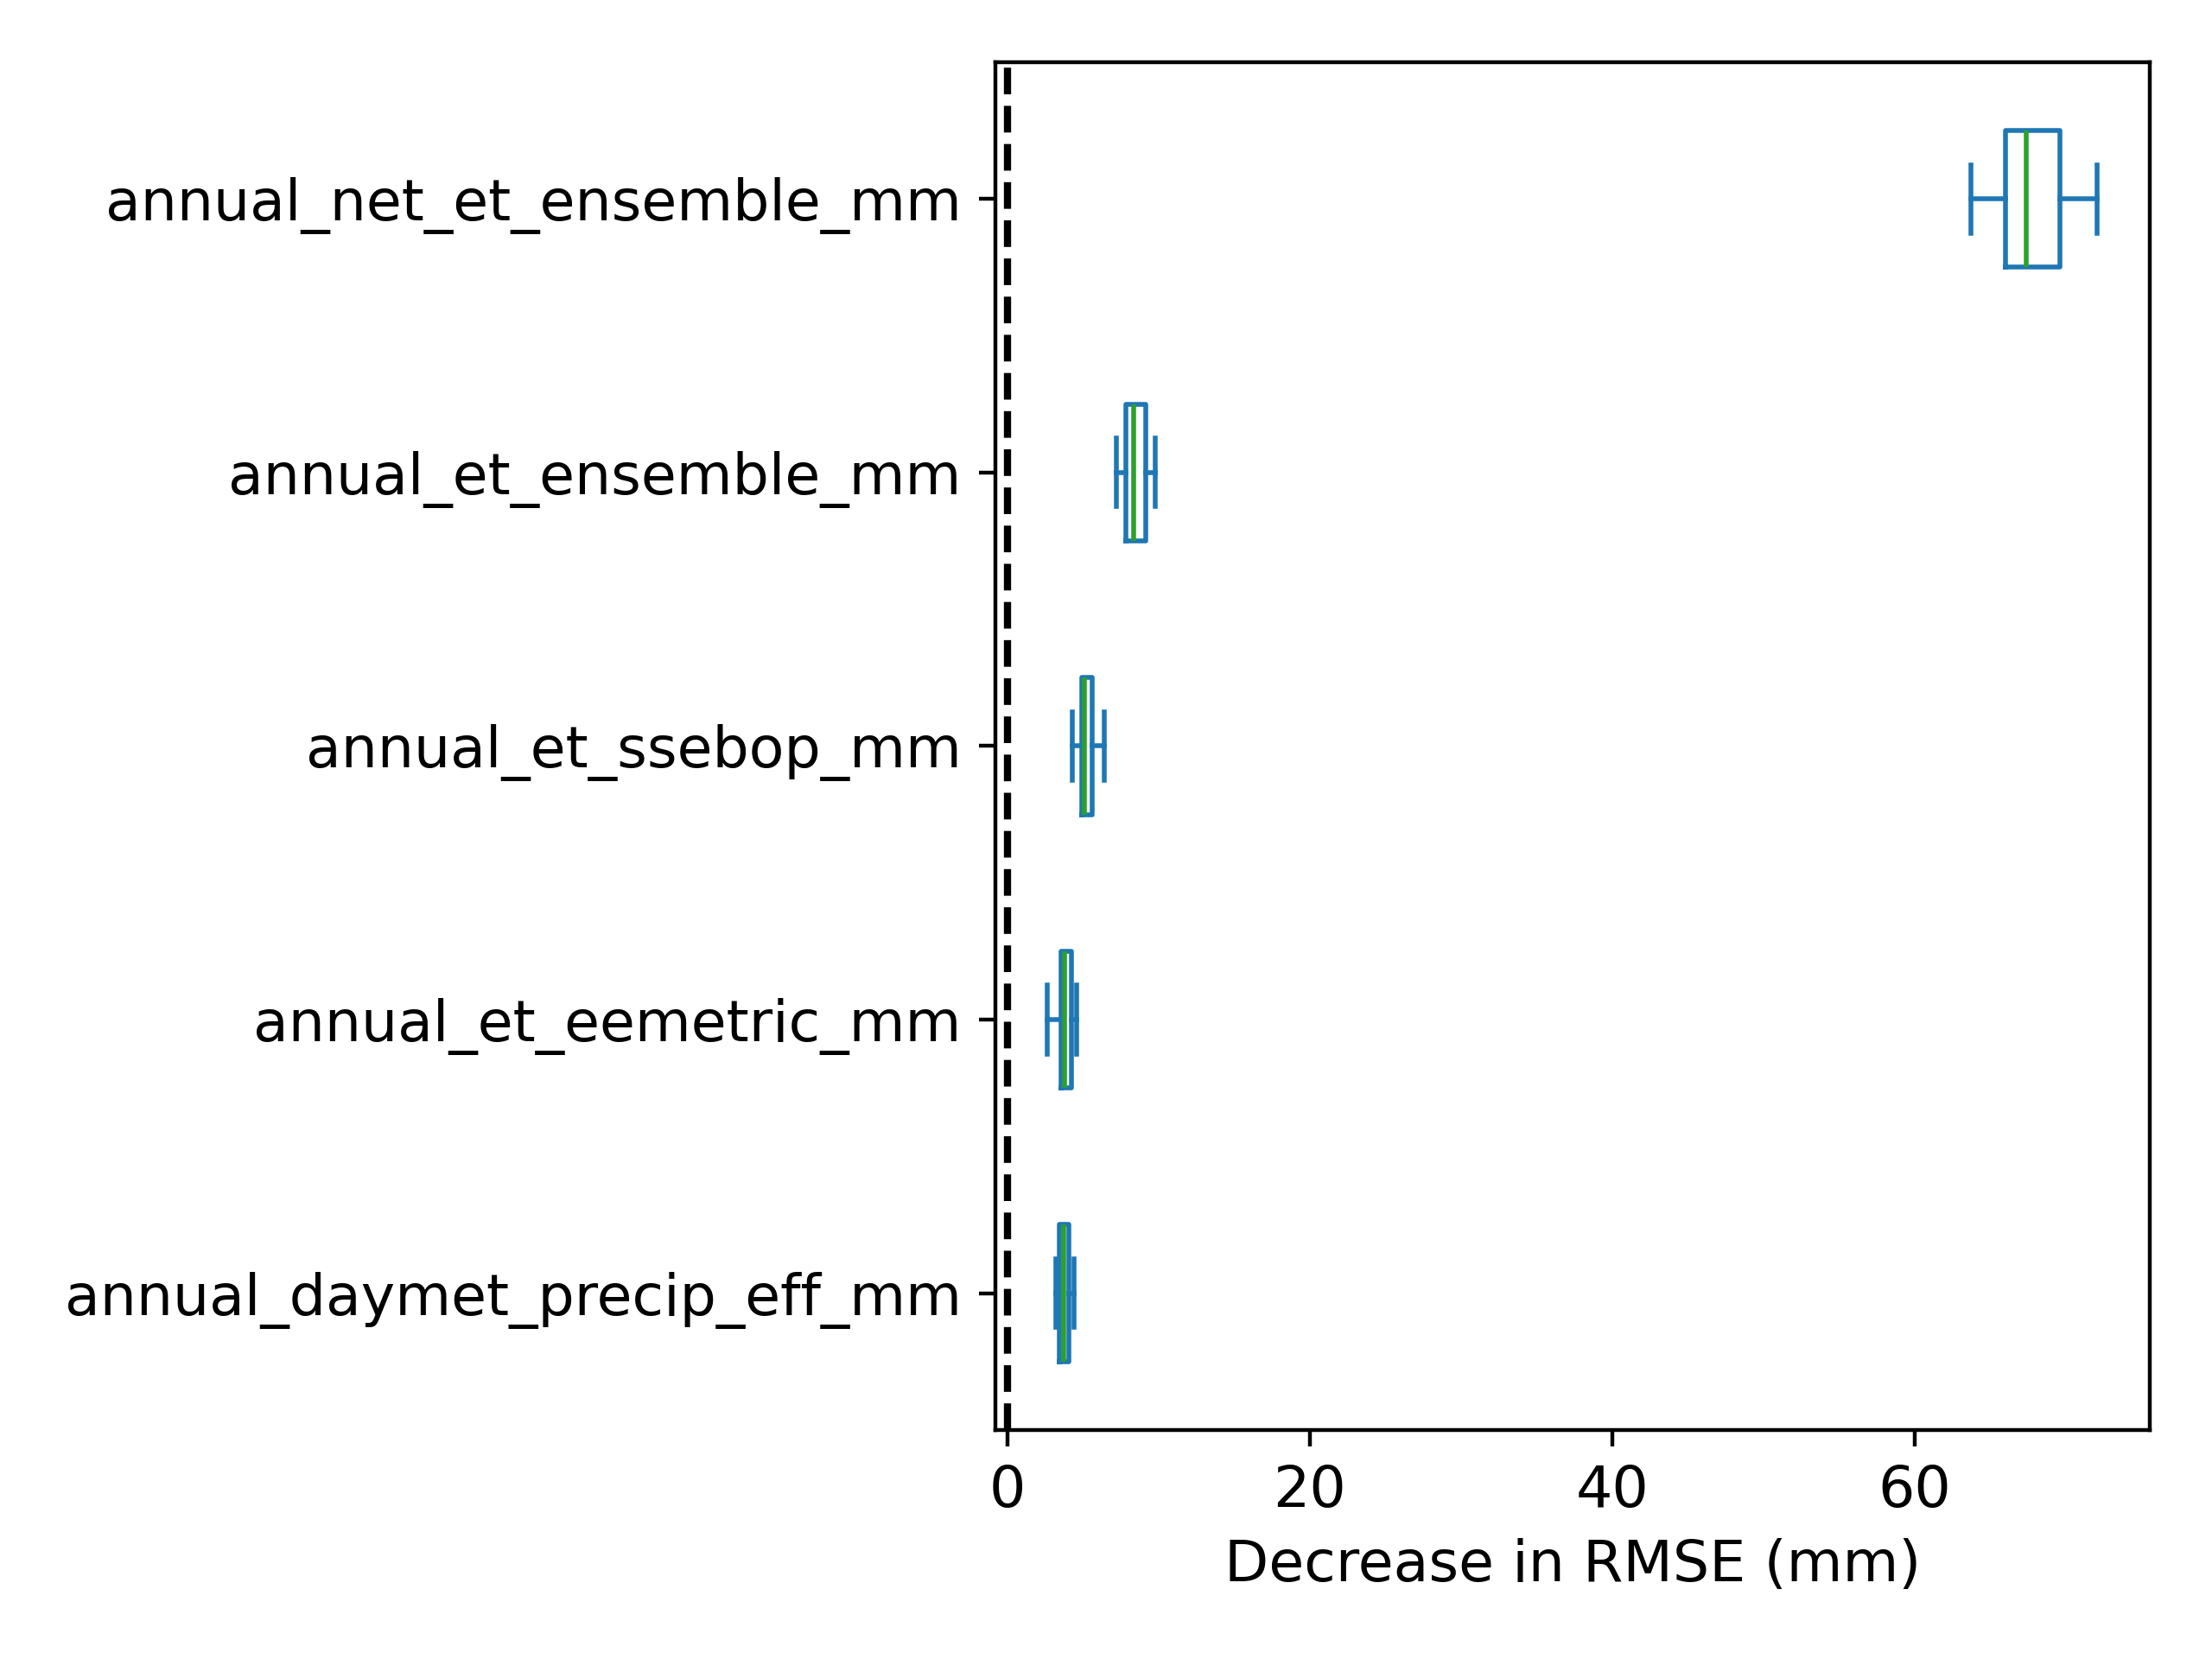 annual_net_et_ensemble_mm
annual_et_ensemble_mm
annual_et_ssebop_mm
annual_et_eemetric_mm
annual_daymet_precip_eff_mm
0 20 40 60
Decrease in RMSE (mm)